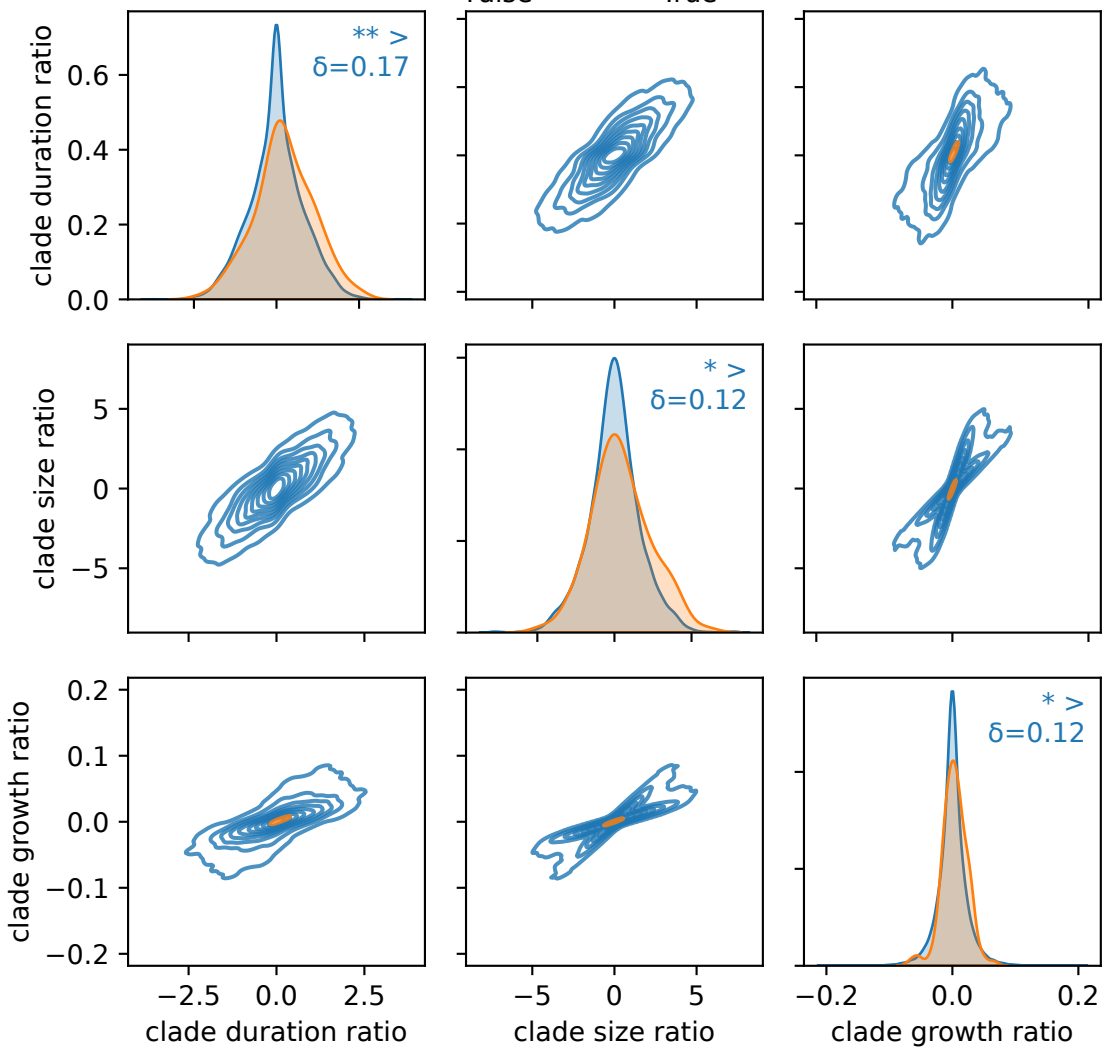 clade duration ratio
0.6
0.4
0.2
0.0
** >
δ=0.17
clade size ratio
5
0
−5
* >
δ=0.12
clade growth ratio
0.2
0.1
0.0
−0.1
−0.2
* >
δ=0.12
−2.5 0.0 2.5
−5 0 5
−0.2 0.0 0.2
clade duration ratio
clade size ratio
clade growth ratio